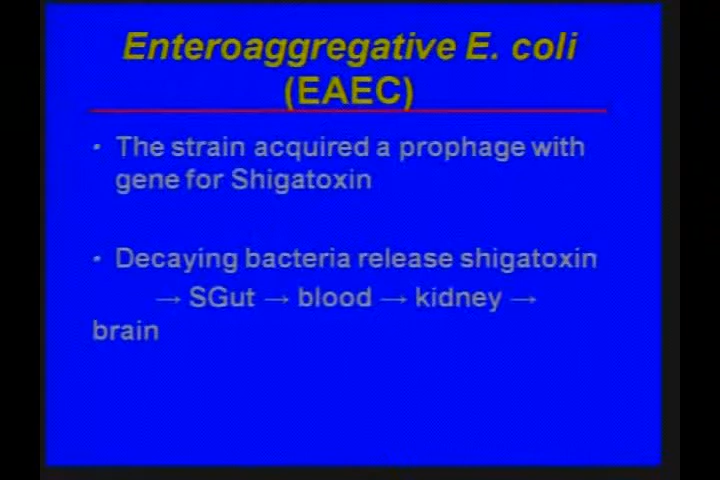 Enteroaggregative E. coli
(EAEC)
• The strain acquired a prophage with
gene for Shigatoxin
• Decaying bacteria release shigatoxin
→ SGut → blood → kidney →
brain